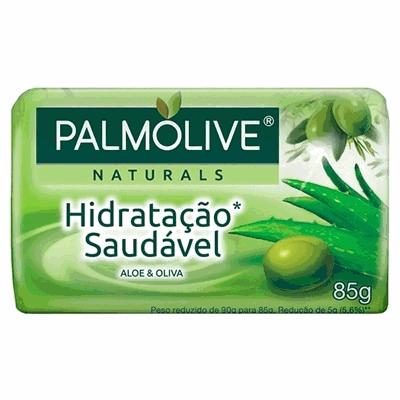 PALMOLIVE®
NATURALS
Hidratação*
Saudável
ALOE & OLIVA
85g
Peso reduzido de 90g para 85g. Redução de 5g (5,6%)**